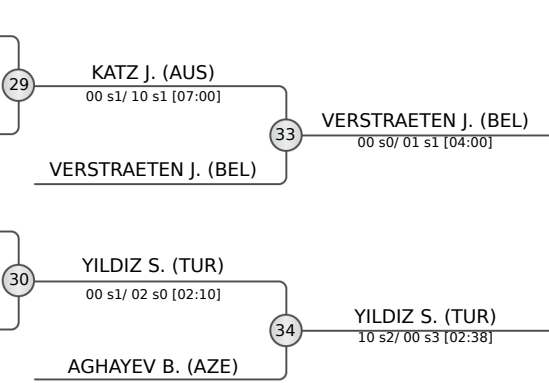 29
KATZ J. (AUS)
00 s1/ 10 s1 [07:00]
33
VERSTRAETEN J. (BEL)
00 s0/ 01 s1 [04:00]
VERSTRAETEN J. (BEL)
30
YILDIZ S. (TUR)
00 s1/ 02 s0 [02:10]
34
YILDIZ S. (TUR)
10 s2/ 00 s3 [02:38]
AGHAYEV B. (AZE)